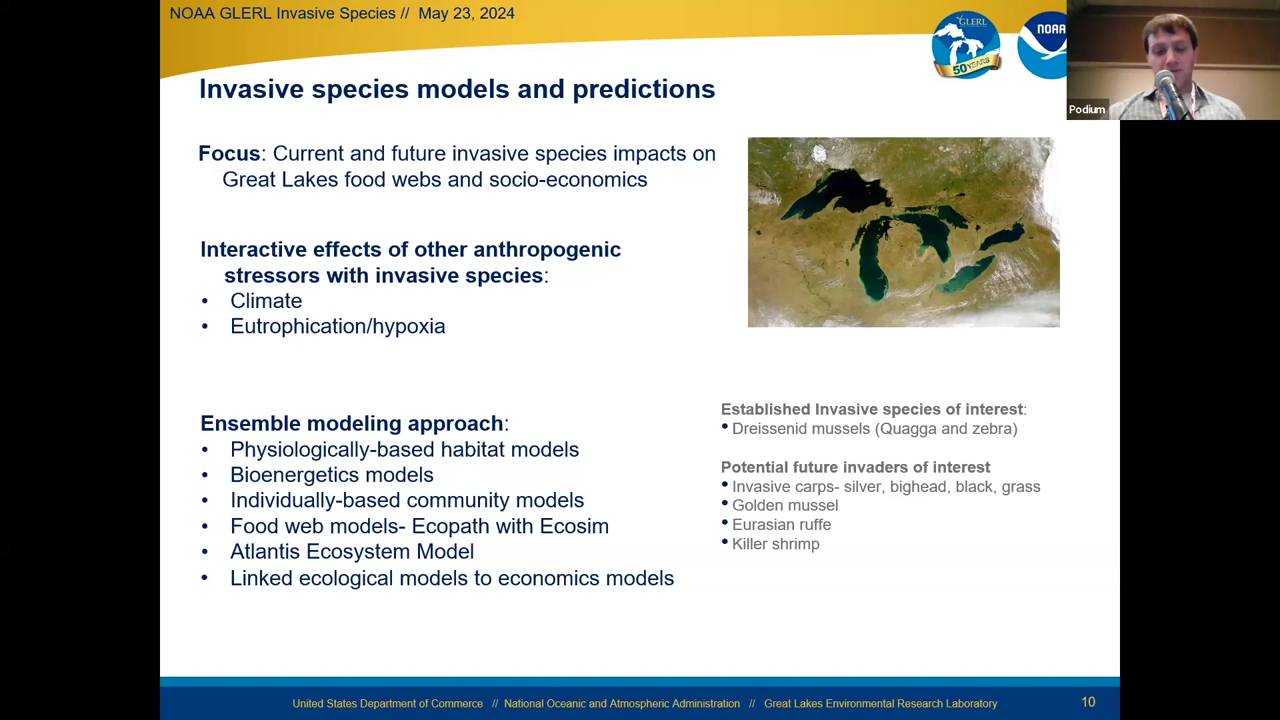 NOAA GLERL Invasive Species // May 23, 2024
GLERL
50 YEARS
NOAA
Podium
Invasive species models and predictions
Focus: Current and future invasive species impacts on
Great Lakes food webs and socio-economics
Interactive effects of other anthropogenic
stressors with invasive species:
• Climate
• Eutrophication/hypoxia
Ensemble modeling approach:
• Physiologically-based habitat models
• Bioenergetics models
• Individually-based community models
• Food web models- Ecopath with Ecosim
• Atlantis Ecosystem Model
• Linked ecological models to economics models
Established Invasive species of interest:
• Dreissenid mussels (Quagga and zebra)
Potential future invaders of interest
• Invasive carps- silver, bighead, black, grass
• Golden mussel
• Eurasian ruffe
• Killer shrimp
United States Department of Commerce // National Oceanic and Atmospheric Administration // Great Lakes Environmental Research Laboratory
10